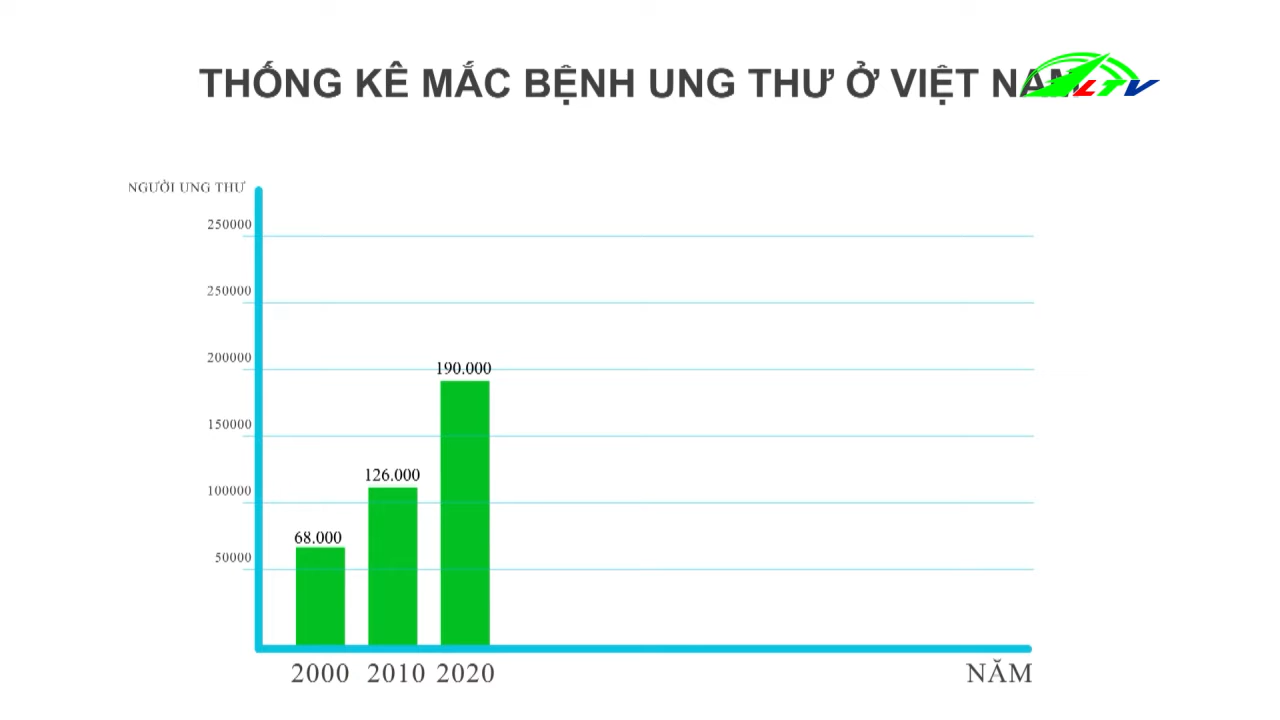 THỐNG KÊ MẮC BỆNH UNG THƯ Ở VIỆT NAM
LTV
NGƯỜI UNG THƯ
250000
250000
200000
190.000
150000
126.000
100000
68.000
50000
2000 2010 2020 NĂM